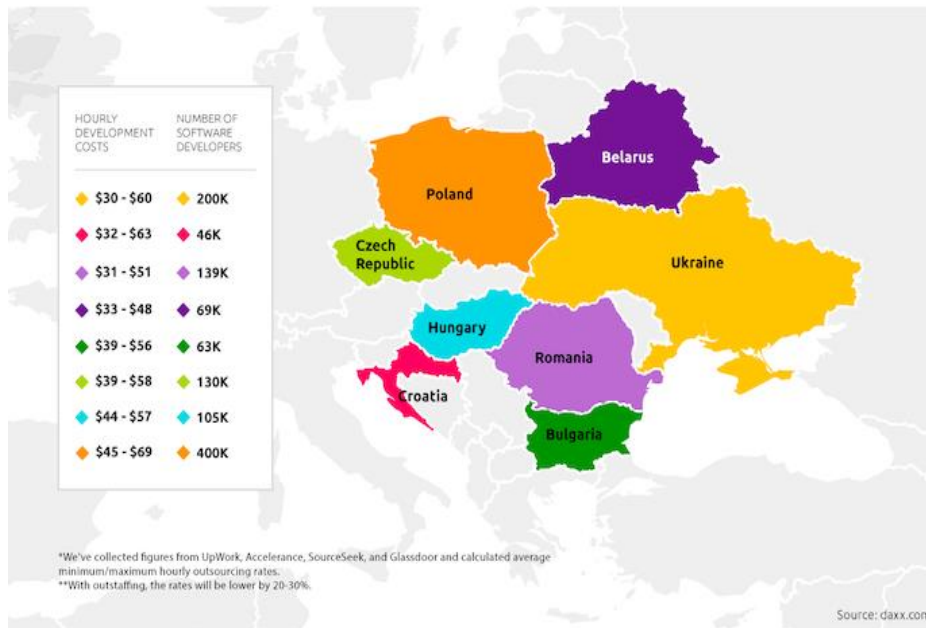 HOURLY
DEVELOPMENT
COSTS
NUMBER OF
SOFTWARE
DEVELOPERS
$30 - $60 200K
$32 - $63 46K
$31 - $51 139K
$33 - $48 69K
$39 - $56 63K
$39 - $58 130K
$44 - $57 105K
$45 - $69 400K
Belarus
Poland
Czech
Republic
Ukraine
Hungary
Romania
Croatia
Bulgaria
*We've collected figures from UpWork, Accelerance, SourceSeek, and Glassdoor and calculated average
minimum/maximum hourly outsourcing rates.
**With outstaffing, the rates will be lower by 20-30%.
Source: daxx.com